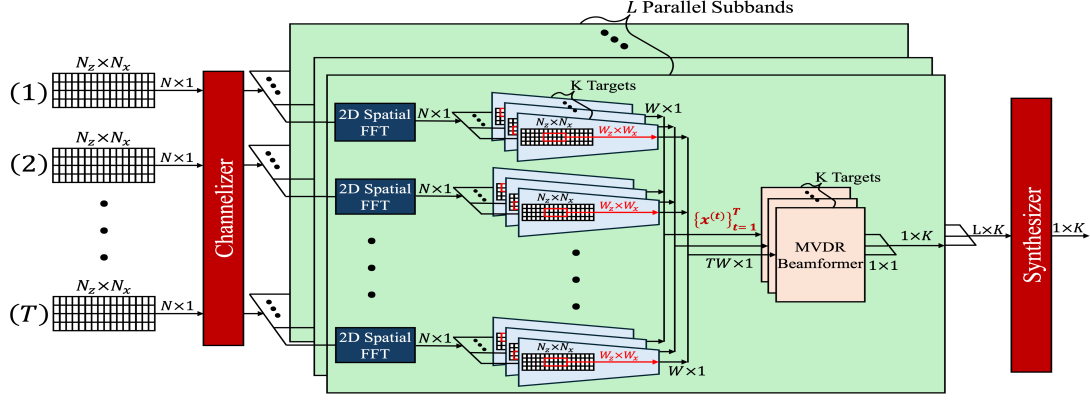 L Parallel Subbands
K Targets
N_z×N_x
(1)
N×1
Channelizer
2D Spatial
FFT
N×1
N_z×N_x
W_z×W_x
W×1
N_z×N_x
(2)
N×1
2D Spatial
FFT
N×1
N_z×N_x
W_z×W_x
{x^(t)}_{t=1}^T
TW×1
K Targets
MVDR
Beamformer
1×1
1×K
L×K
Synthesizer
1×K
N_z×N_x
(T)
N×1
2D Spatial
FFT
N×1
N_z×N_x
W_z×W_x
W×1